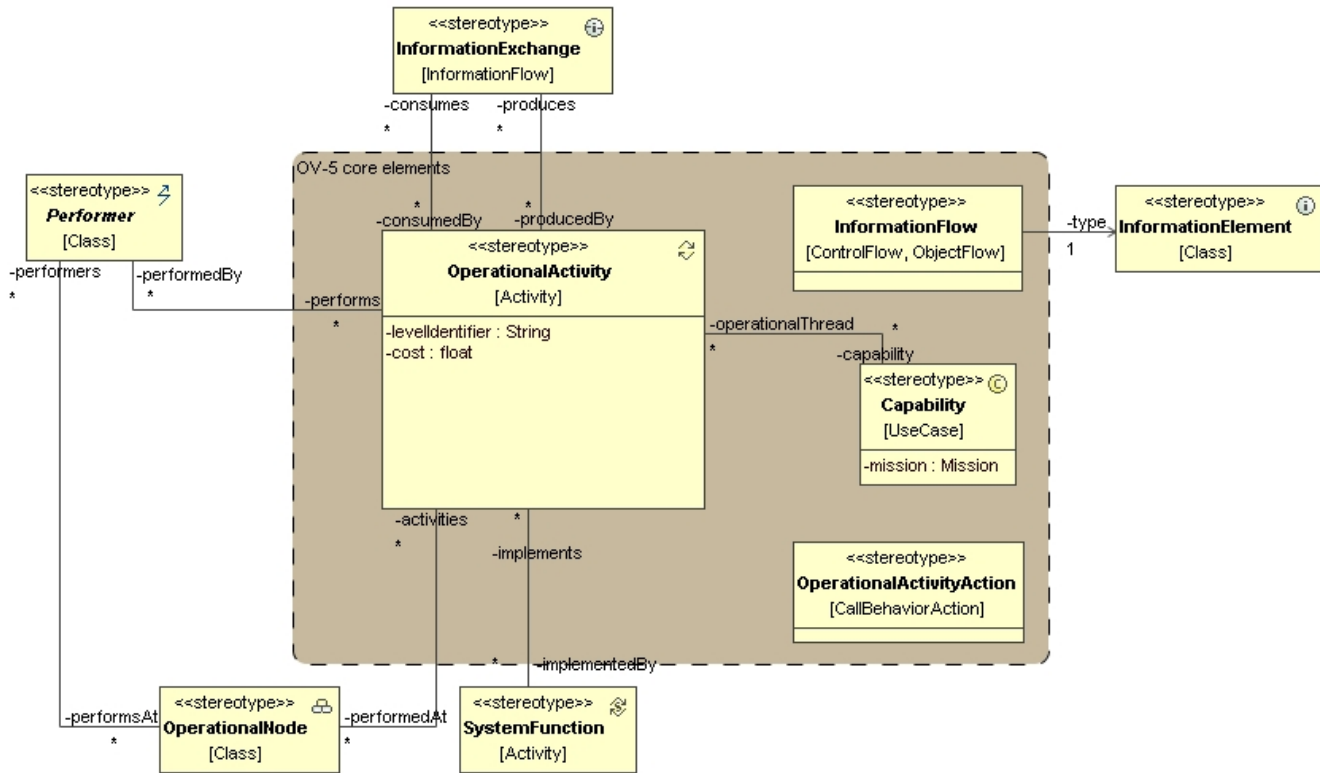 <<stereotype>>
InformationExchange
[InformationFlow]
-consumes
*
-produces
*
OV-5 core elements
<<stereotype>>
Performer
[Class]
-performers
*
-performedBy
*
-performs
*
*
-consumedBy
*
-producedBy
<<stereotype>>
OperationalActivity
[Activity]
-levelIdentifier : String
-cost : float
<<stereotype>>
InformationFlow
[ControlFlow, ObjectFlow]
-type
1
<<stereotype>>
InformationElement
[Class]
-operationalThread
*
*
-capability
<<stereotype>>
Capability
[UseCase]
-mission : Mission
-activities
*
*
-implements
<<stereotype>>
OperationalActivityAction
[CallBehaviorAction]
*
-implementedBy
-performsAt
*
<<stereotype>>
OperationalNode
[Class]
-performedAt
*
<<stereotype>>
SystemFunction
[Activity]